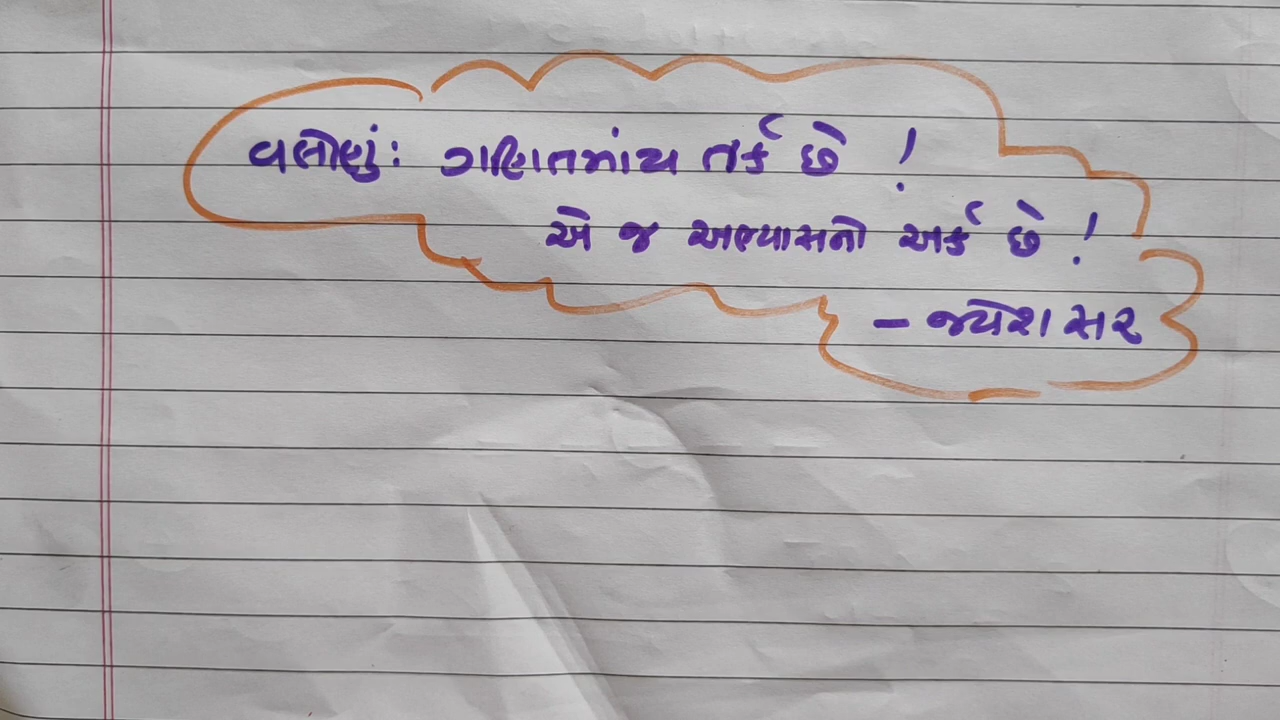 વલોણું: ગણિતમાંય તર્ક છે !
એ જ અભ્યાસનો અર્ક છે !
- જયેશ સર